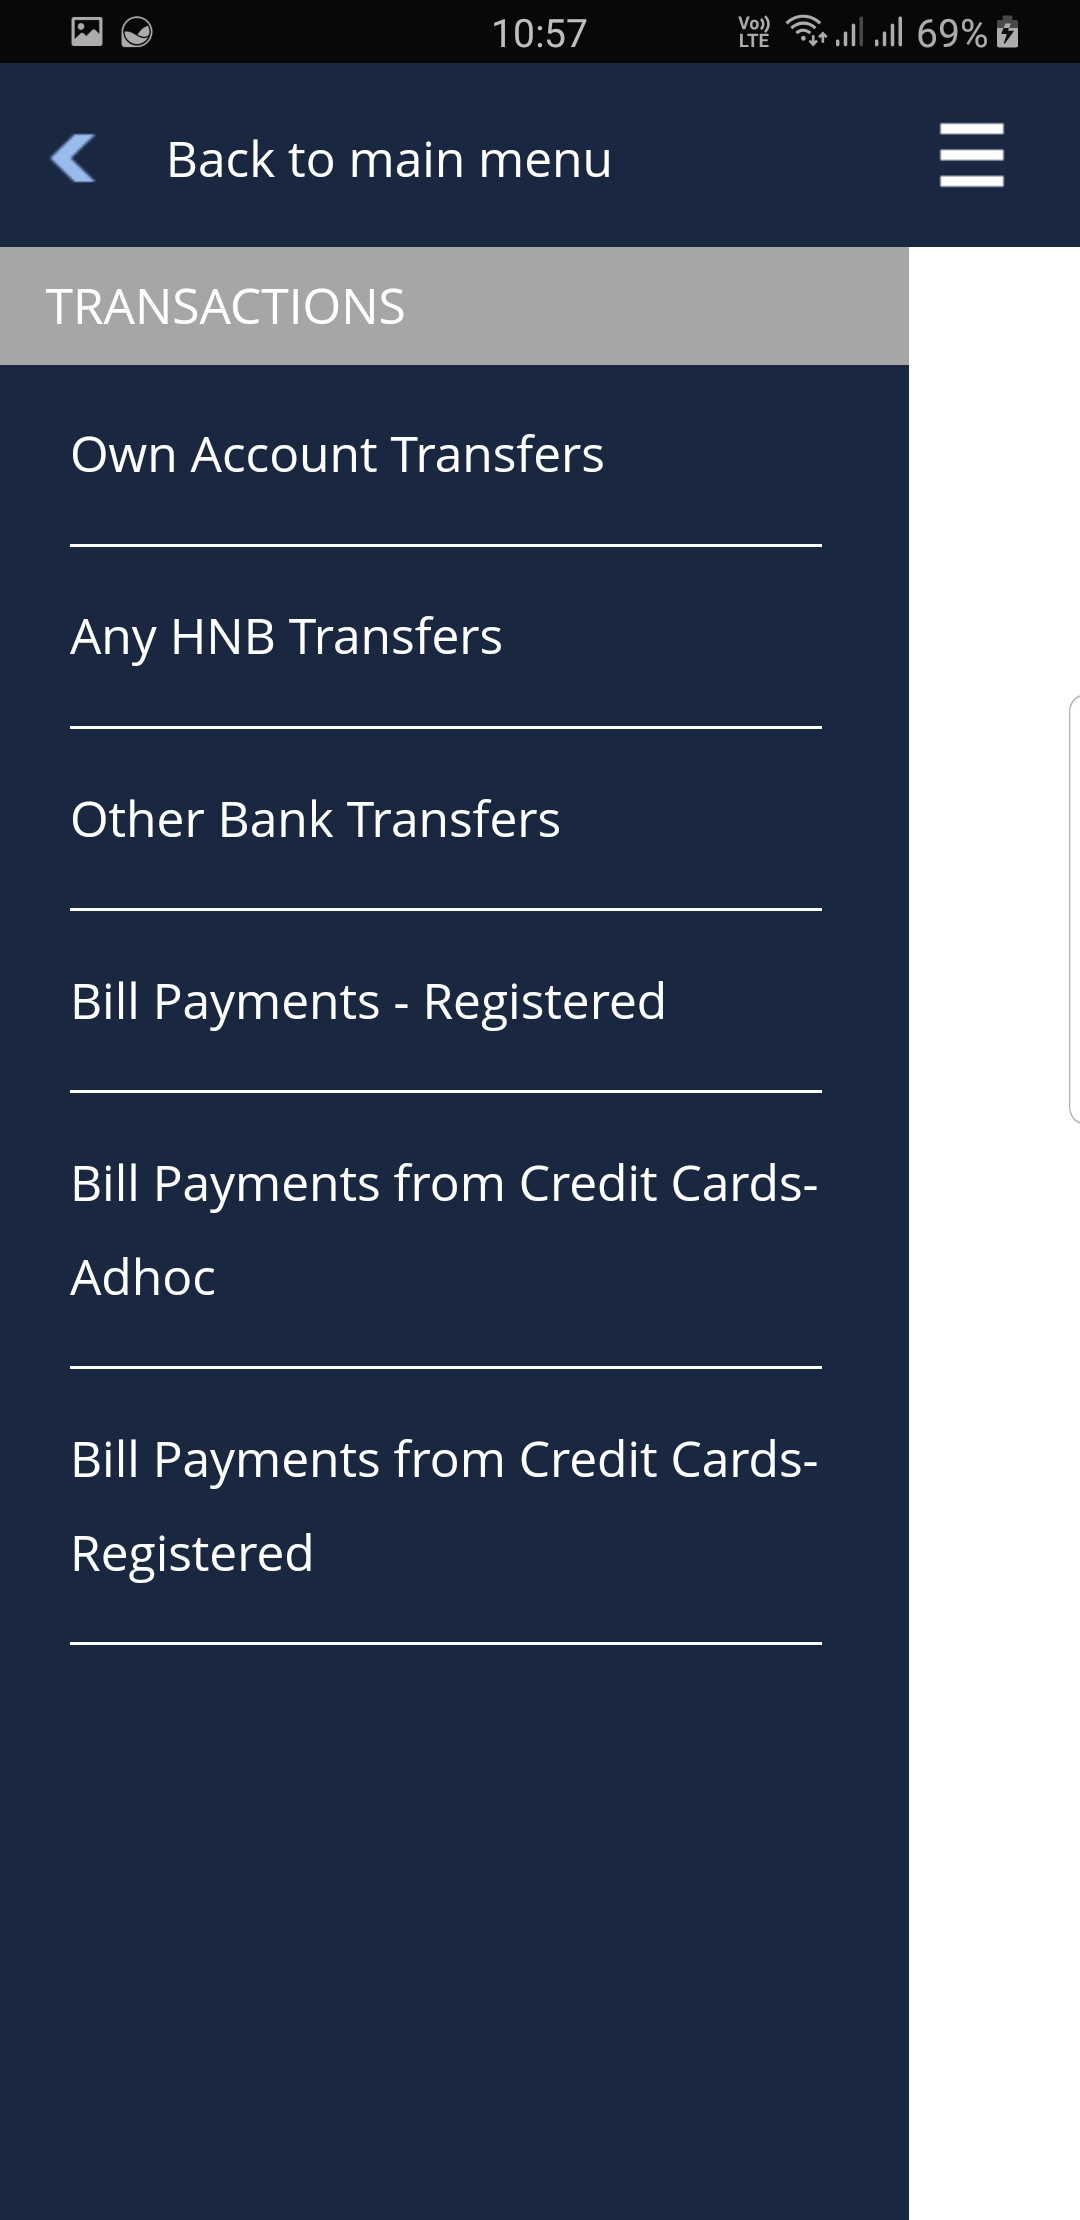 10:57
Vo)) LTE 69%
Back to main menu
TRANSACTIONS
Own Account Transfers
Any HNB Transfers
Other Bank Transfers
Bill Payments - Registered
Bill Payments from Credit Cards-
Adhoc
Bill Payments from Credit Cards-
Registered